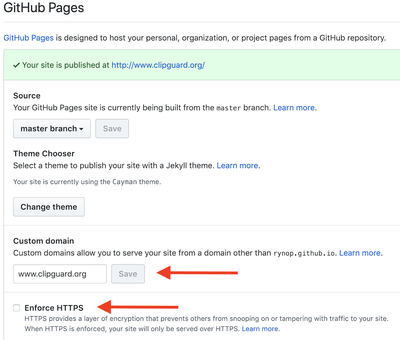 GitHub Pages
GitHub Pages is designed to host your personal, organization, or project pages from a GitHub repository.
✓ Your site is published at http://www.clipguard.org/
Source
Your GitHub Pages site is currently being built from the master branch. Learn more.
master branch ▾ Save
Theme Chooser
Select a theme to publish your site with a Jekyll theme. Learn more.
Your site is currently using the Cayman theme.
Change theme
Custom domain
Custom domains allow you to serve your site from a domain other than rynop.github.io. Learn more.
www.clipguard.org Save
Enforce HTTPS
HTTPS provides a layer of encryption that prevents others from snooping on or tampering with traffic to your site.
When HTTPS is enforced, your site will only be served over HTTPS. Learn more.